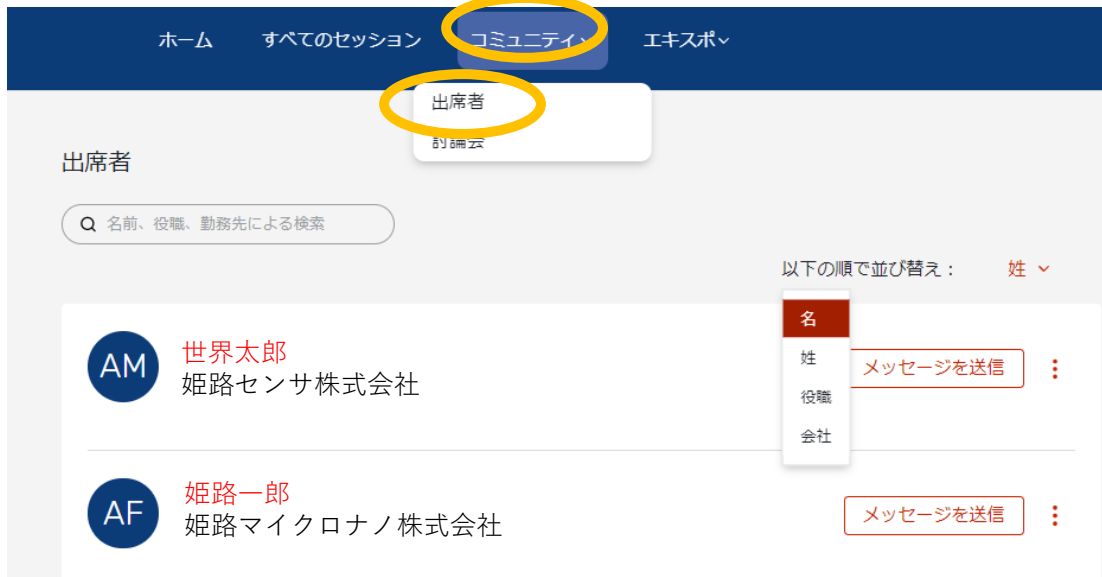 ホーム すべてのセッション コミュニティ エキスポ
出席者
討論会
出席者
名前、役職、勤務先による検索
以下の順で並び替え： 姓
名
姓
役職
会社
AM 世界太郎
姫路センサ株式会社
メッセージを送信
AF 姫路一郎
姫路マイクロナノ株式会社
メッセージを送信